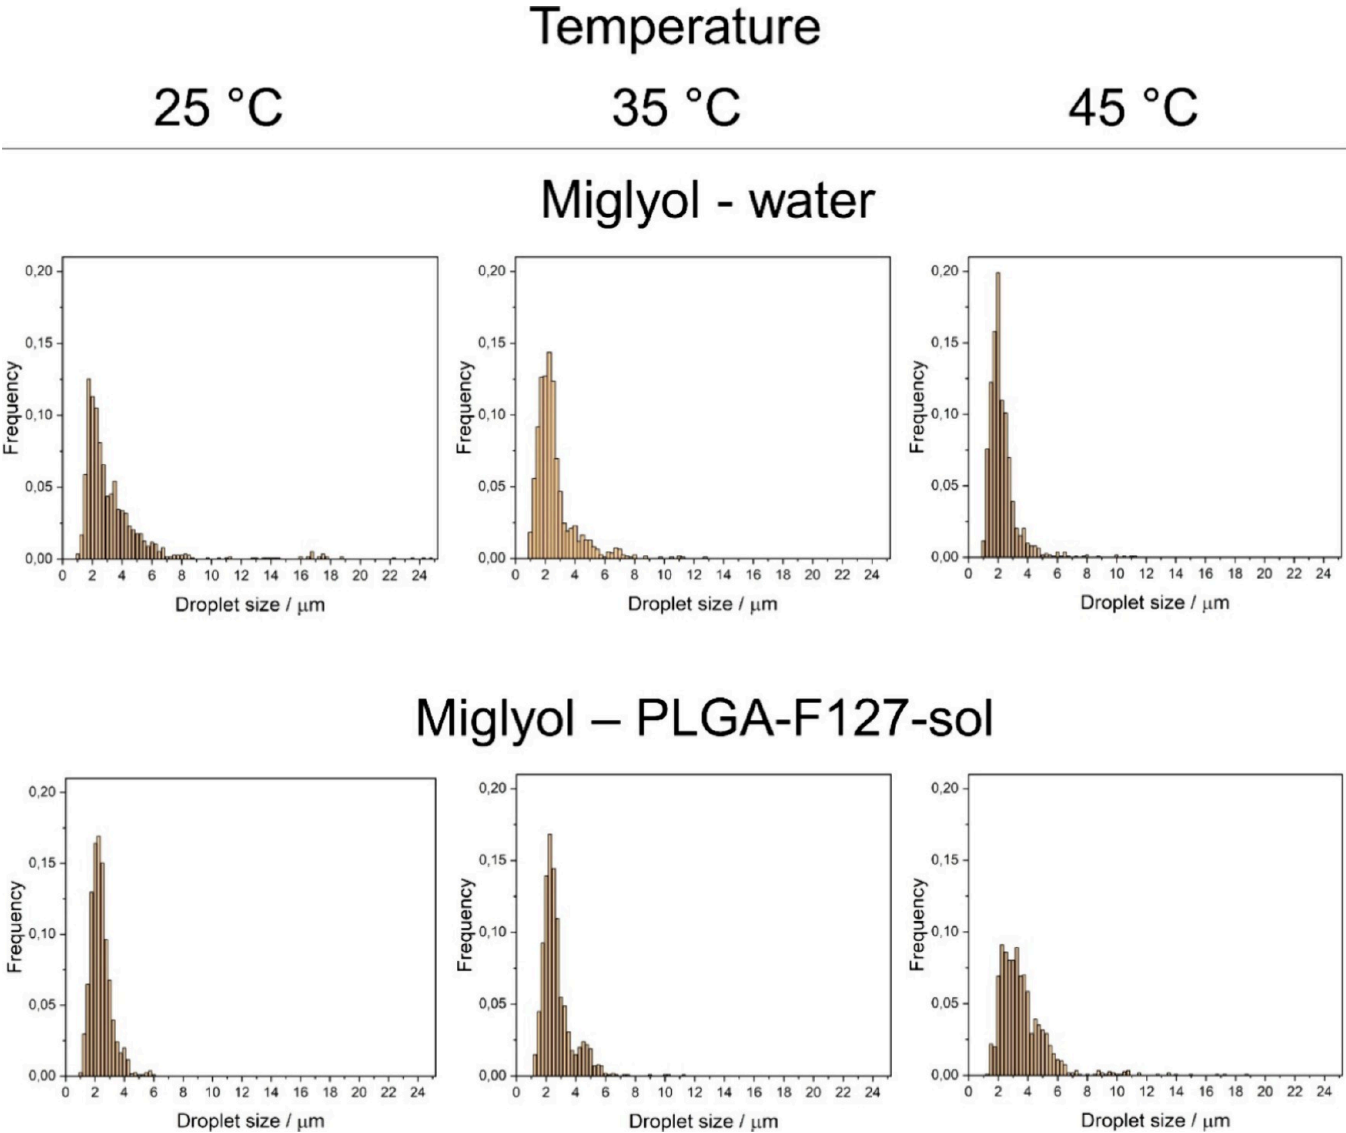 Temperature
25 °C 35 °C 45 °C
Miglyol - water
Frequency
0,20
0,15
0,10
0,05
0,00
0 2 4 6 8 10 12 14 16 18 20 22 24
Droplet size / μm
Frequency
0,20
0,15
0,10
0,05
0,00
0 2 4 6 8 10 12 14 16 18 20 22 24
Droplet size / μm
Frequency
0,20
0,15
0,10
0,05
0,00
0 2 4 6 8 10 12 14 16 18 20 22 24
Droplet size / μm
Miglyol – PLGA-F127-sol
Frequency
0,20
0,15
0,10
0,05
0,00
0 2 4 6 8 10 12 14 16 18 20 22 24
Droplet size / μm
Frequency
0,20
0,15
0,10
0,05
0,00
0 2 4 6 8 10 12 14 16 18 20 22 24
Droplet size / μm
Frequency
0,20
0,15
0,10
0,05
0,00
0 2 4 6 8 10 12 14 16 18 20 22 24
Droplet size / μm